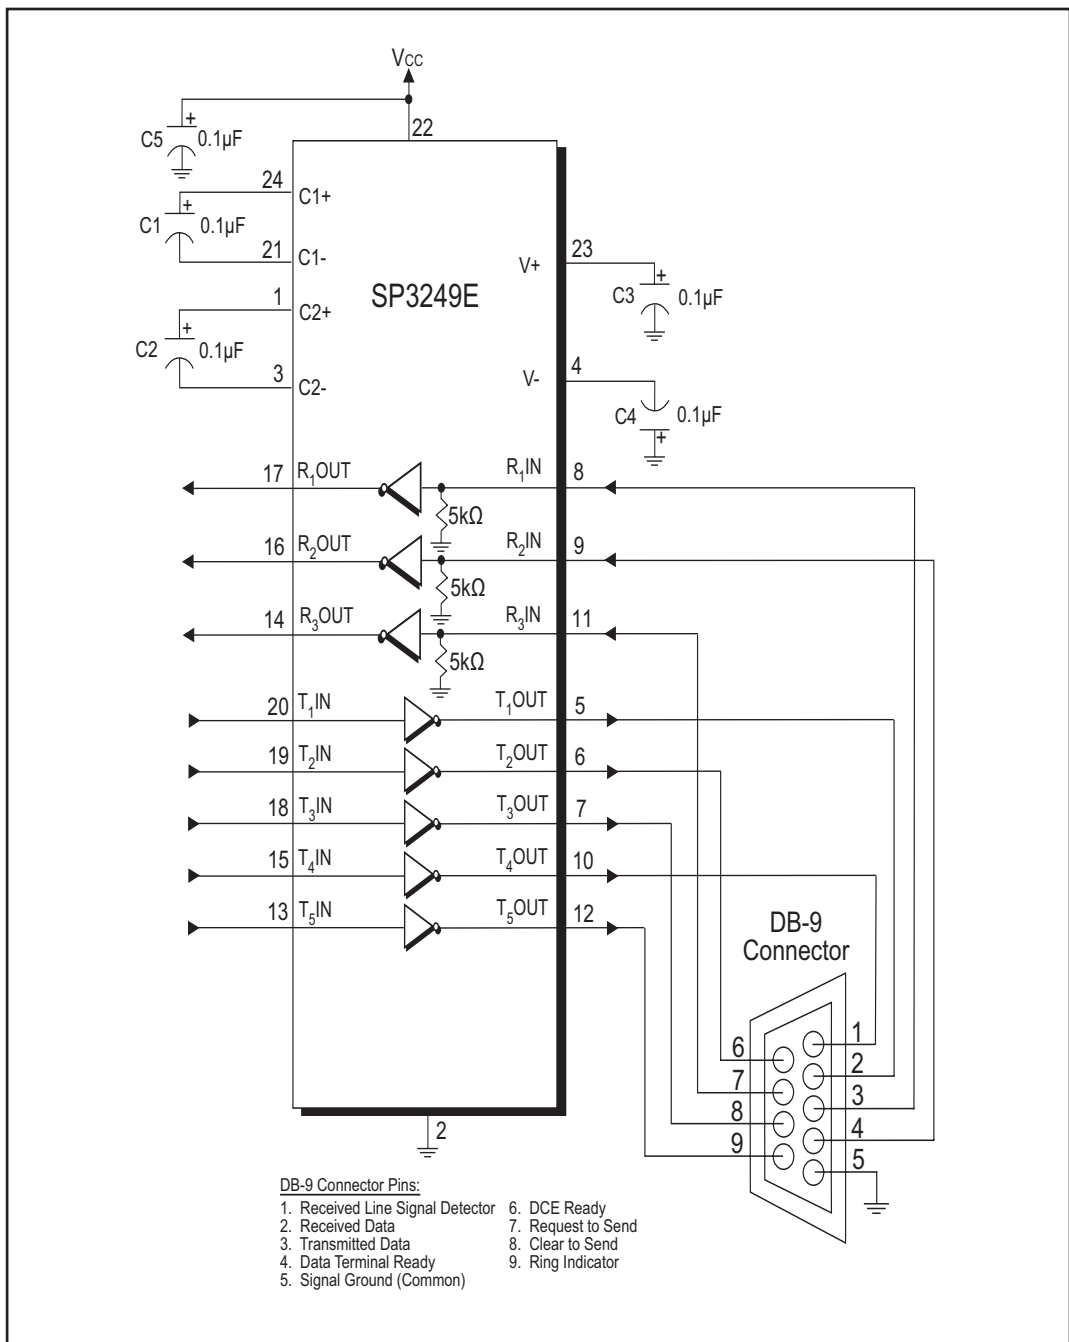 VCC
22
+
C5 0.1µF
24 C1+
+
C1 0.1µF
21 C1-
SP3249E
V+ 23
+
C3 0.1µF
1 C2+
+
C2 0.1µF
3 C2-
V- 4
C4 0.1µF
+
17 R1OUT R1IN 8
5kΩ
16 R2OUT R2IN 9
5kΩ
14 R3OUT R3IN 11
5kΩ
20 T1IN T1OUT 5
19 T2IN T2OUT 6
18 T3IN T3OUT 7
15 T4IN T4OUT 10
13 T5IN T5OUT 12
DB-9
Connector
6 1
7 2
8 3
9 4
5
2
DB-9 Connector Pins:
1. Received Line Signal Detector 6. DCE Ready
2. Received Data 7. Request to Send
3. Transmitted Data 8. Clear to Send
4. Data Terminal Ready 9. Ring Indicator
5. Signal Ground (Common)